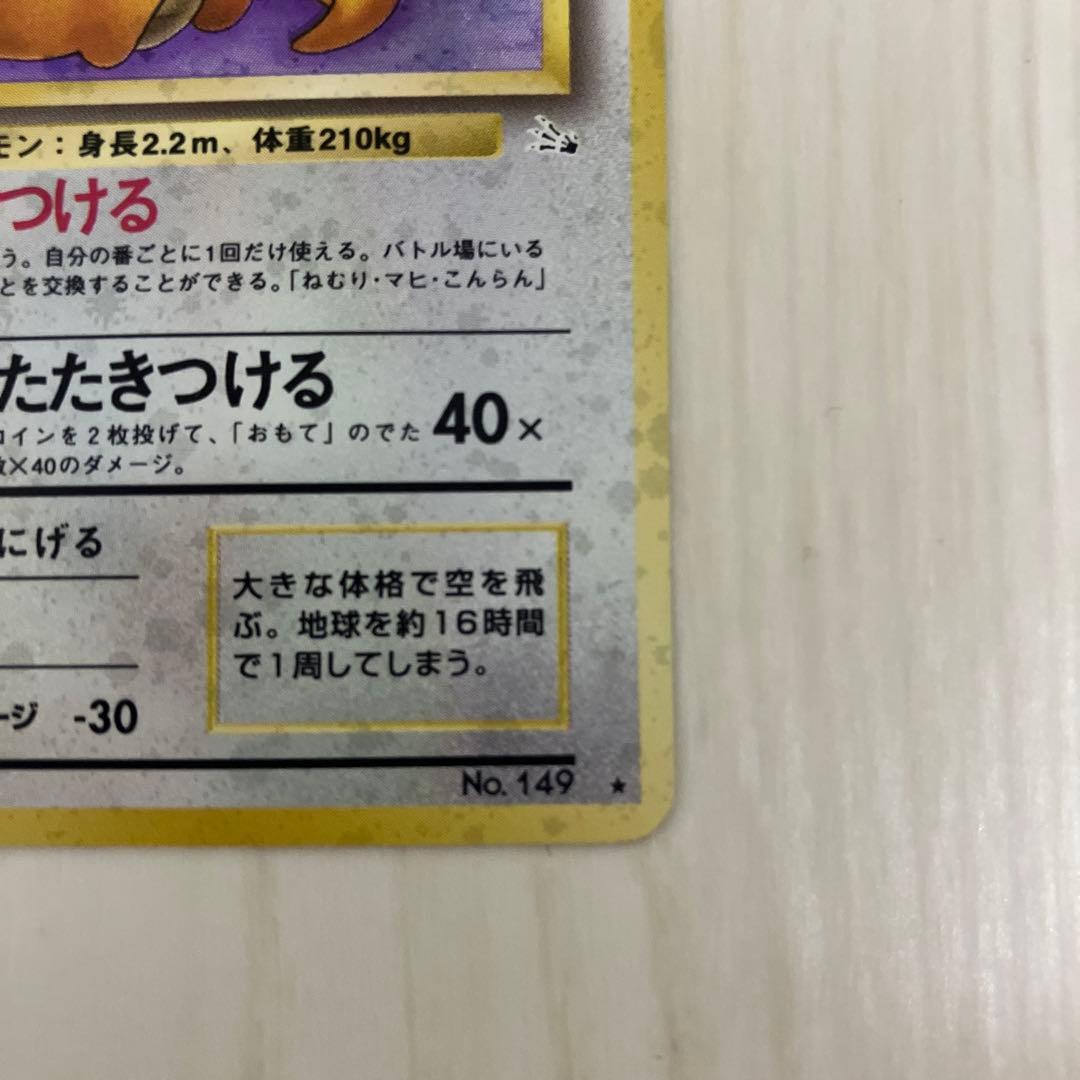 モン：身長2.2m、体重210kg
つける
う。自分の番ごとに1回だけ使える。バトル場にいる
とを交換することができる。「ねむり・マヒ・こんらん」
たたきつける
40×
コインを2枚投げて、「おもて」のでた
数×40のダメージ。
にげる
大きな体格で空を飛
ぶ。地球を約16時間
で1周してしまう。
ージ -30
No. 149 ★